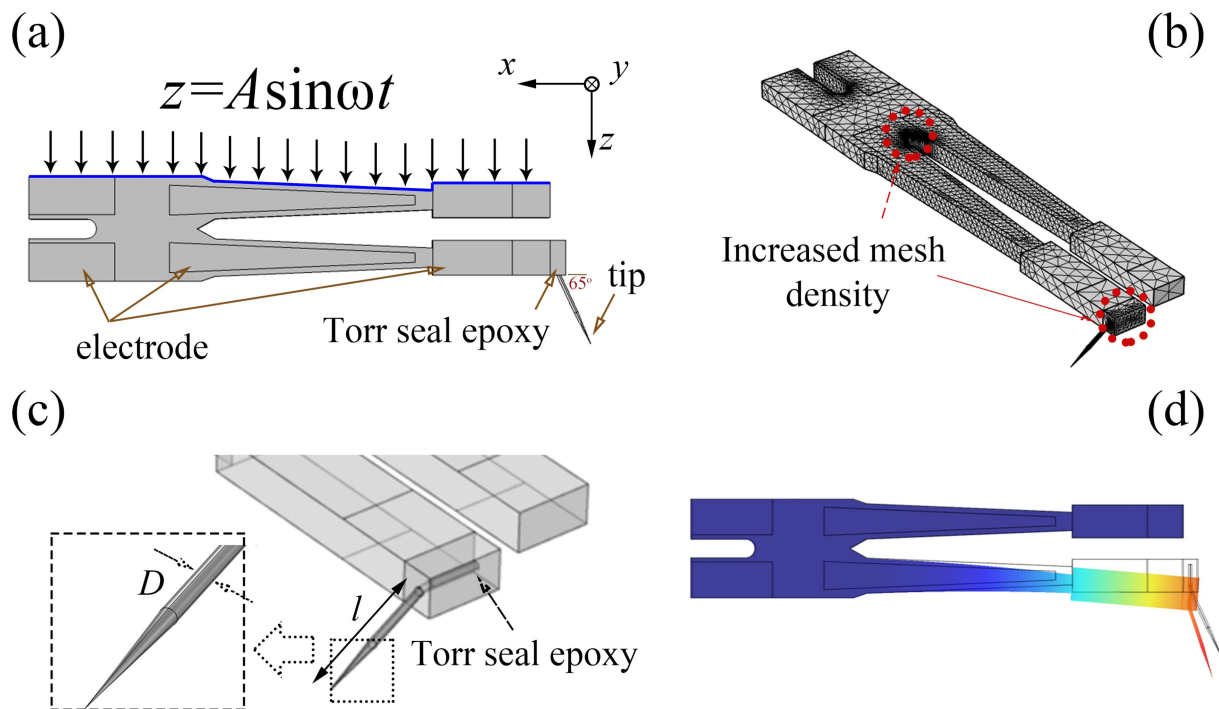 (a)
z=Asinωt
x
y
z
65°
tip
electrode
Torr seal epoxy
(b)
Increased mesh
density
(c)
D
l
Torr seal epoxy
(d)